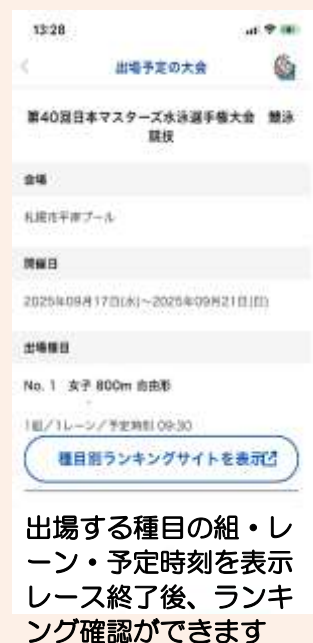 13:28
出場予定の大会
第40回日本マスターズ水泳選手権大会 競泳
競技
会場
札幌市平岸プール
開催日
2025年09月17日(水)～2025年09月21日(日)
出場種目
No. 1 女子 800m 自由形
1組/1レーン/予定時刻 09:30
種目別ランキングサイトを表示
出場する種目の組・レ
ーン・予定時刻を表示
レース終了後、ランキ
ング確認ができます